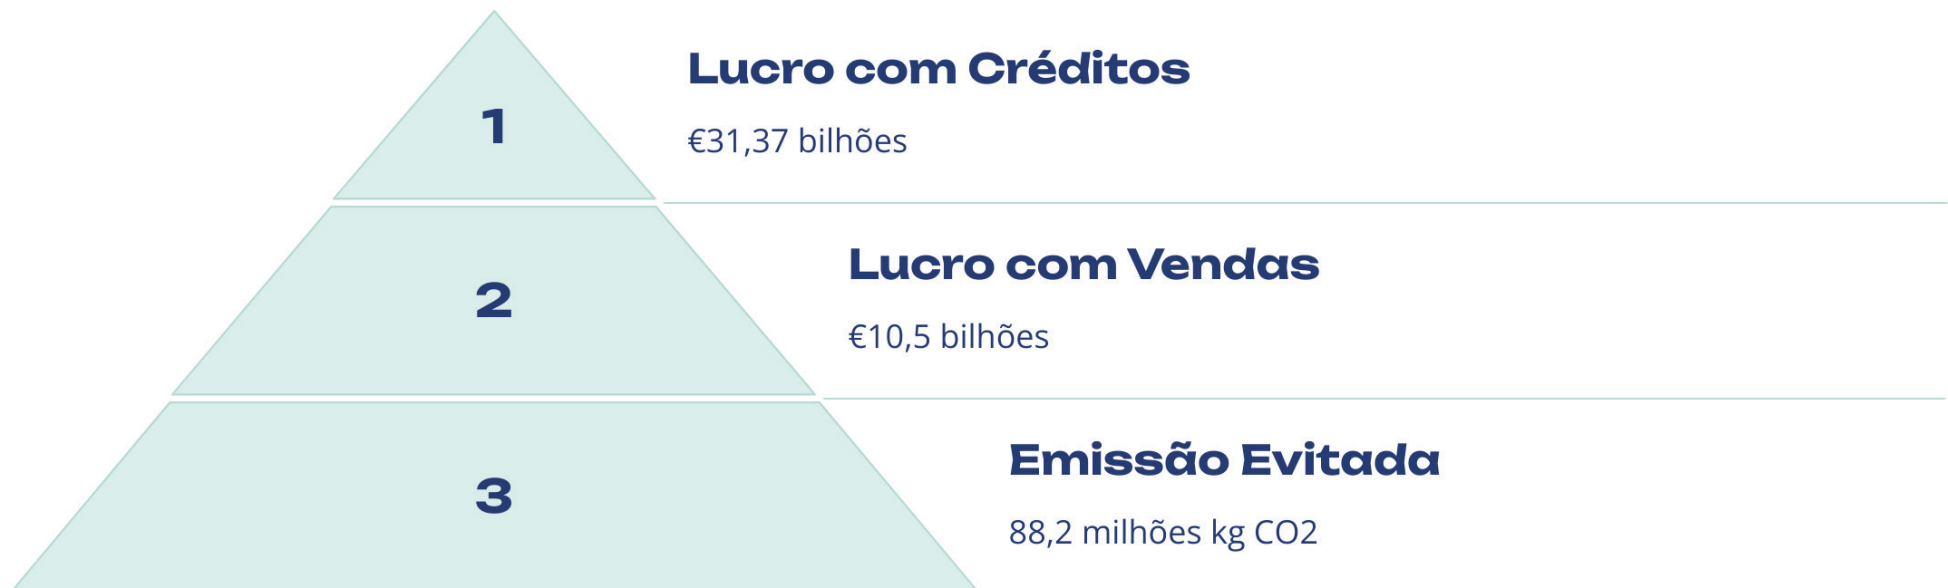 1
Lucro com Créditos
€31,37 bilhões
2
Lucro com Vendas
€10,5 bilhões
3
Emissão Evitada
88,2 milhões kg CO2